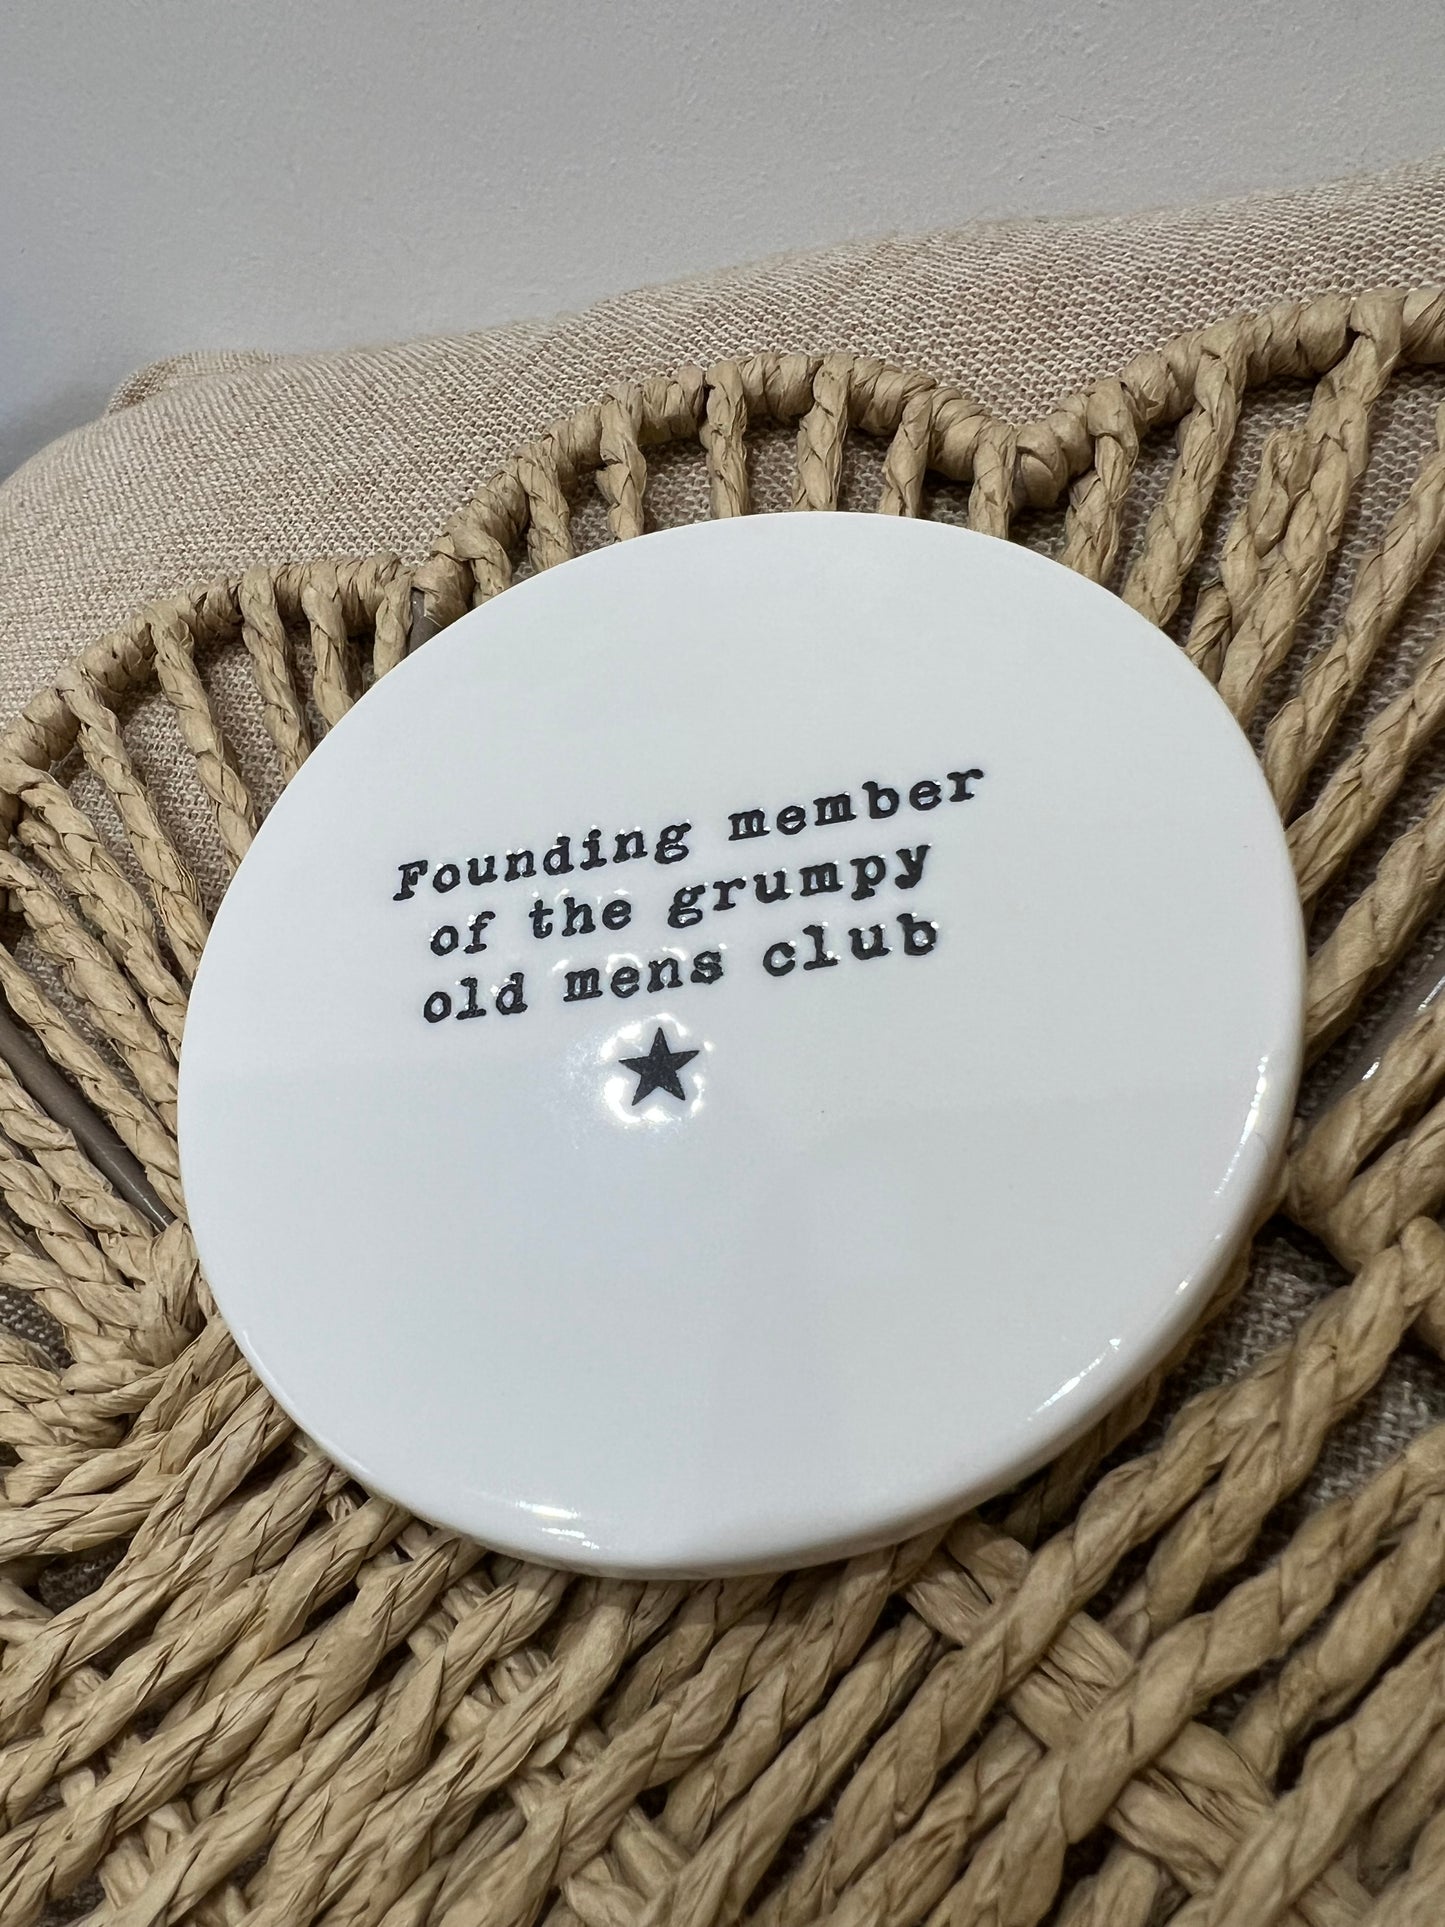 Founding member
of the grumpy
old mens club